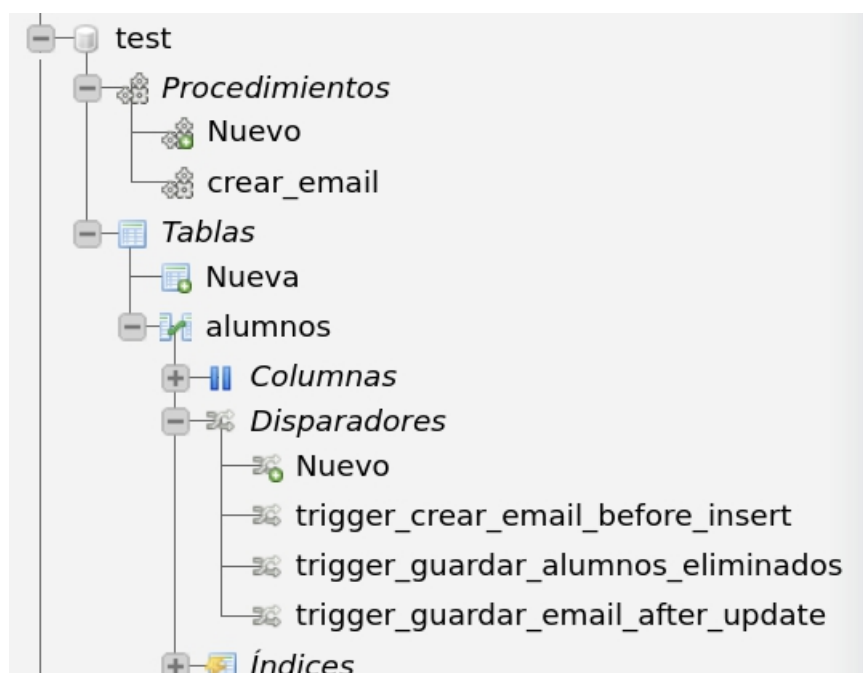 test
Procedimientos
Nuevo
crear_email
Tablas
Nueva
alumnos
Columnas
Disparadores
Nuevo
trigger_crear_email_before_insert
trigger_guardar_alumnos_eliminados
trigger_guardar_email_after_update
Índices